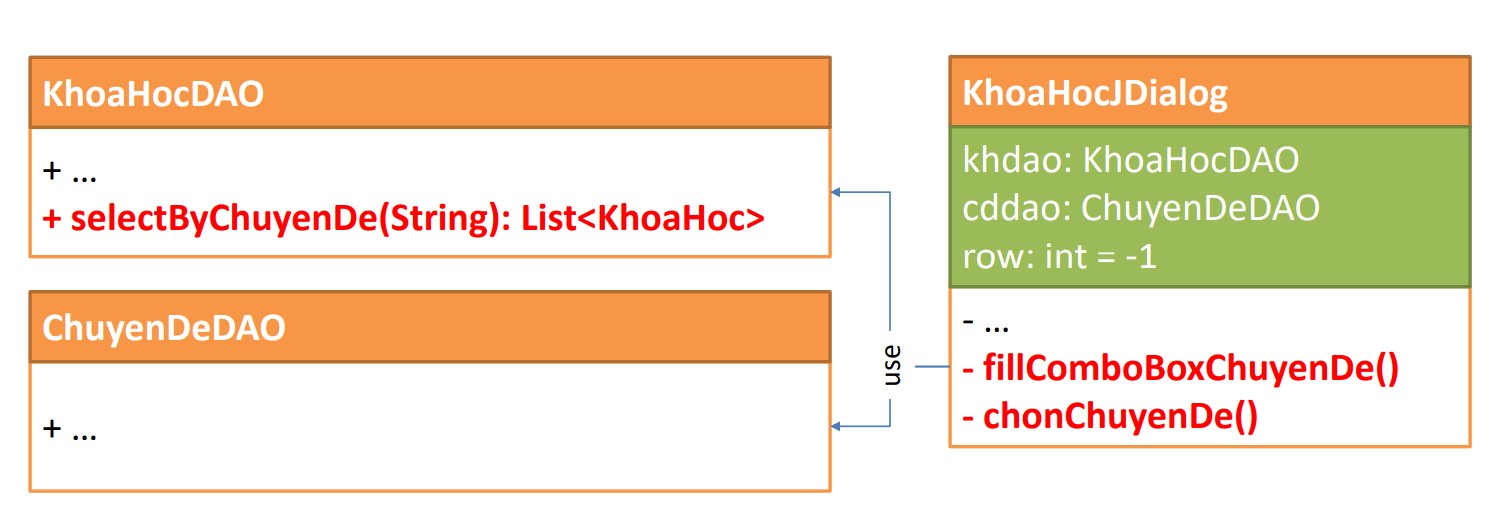 KhoaHocDAO
+ ...
+ selectByChuyenDe(String): List<KhoaHoc>
ChuyenDeDAO
+ ...
use
KhoaHocJDialog
khdao: KhoaHocDAO
cddao: ChuyenDeDAO
row: int = -1
- ...
- fillComboBoxChuyenDe()
- chonChuyenDe()